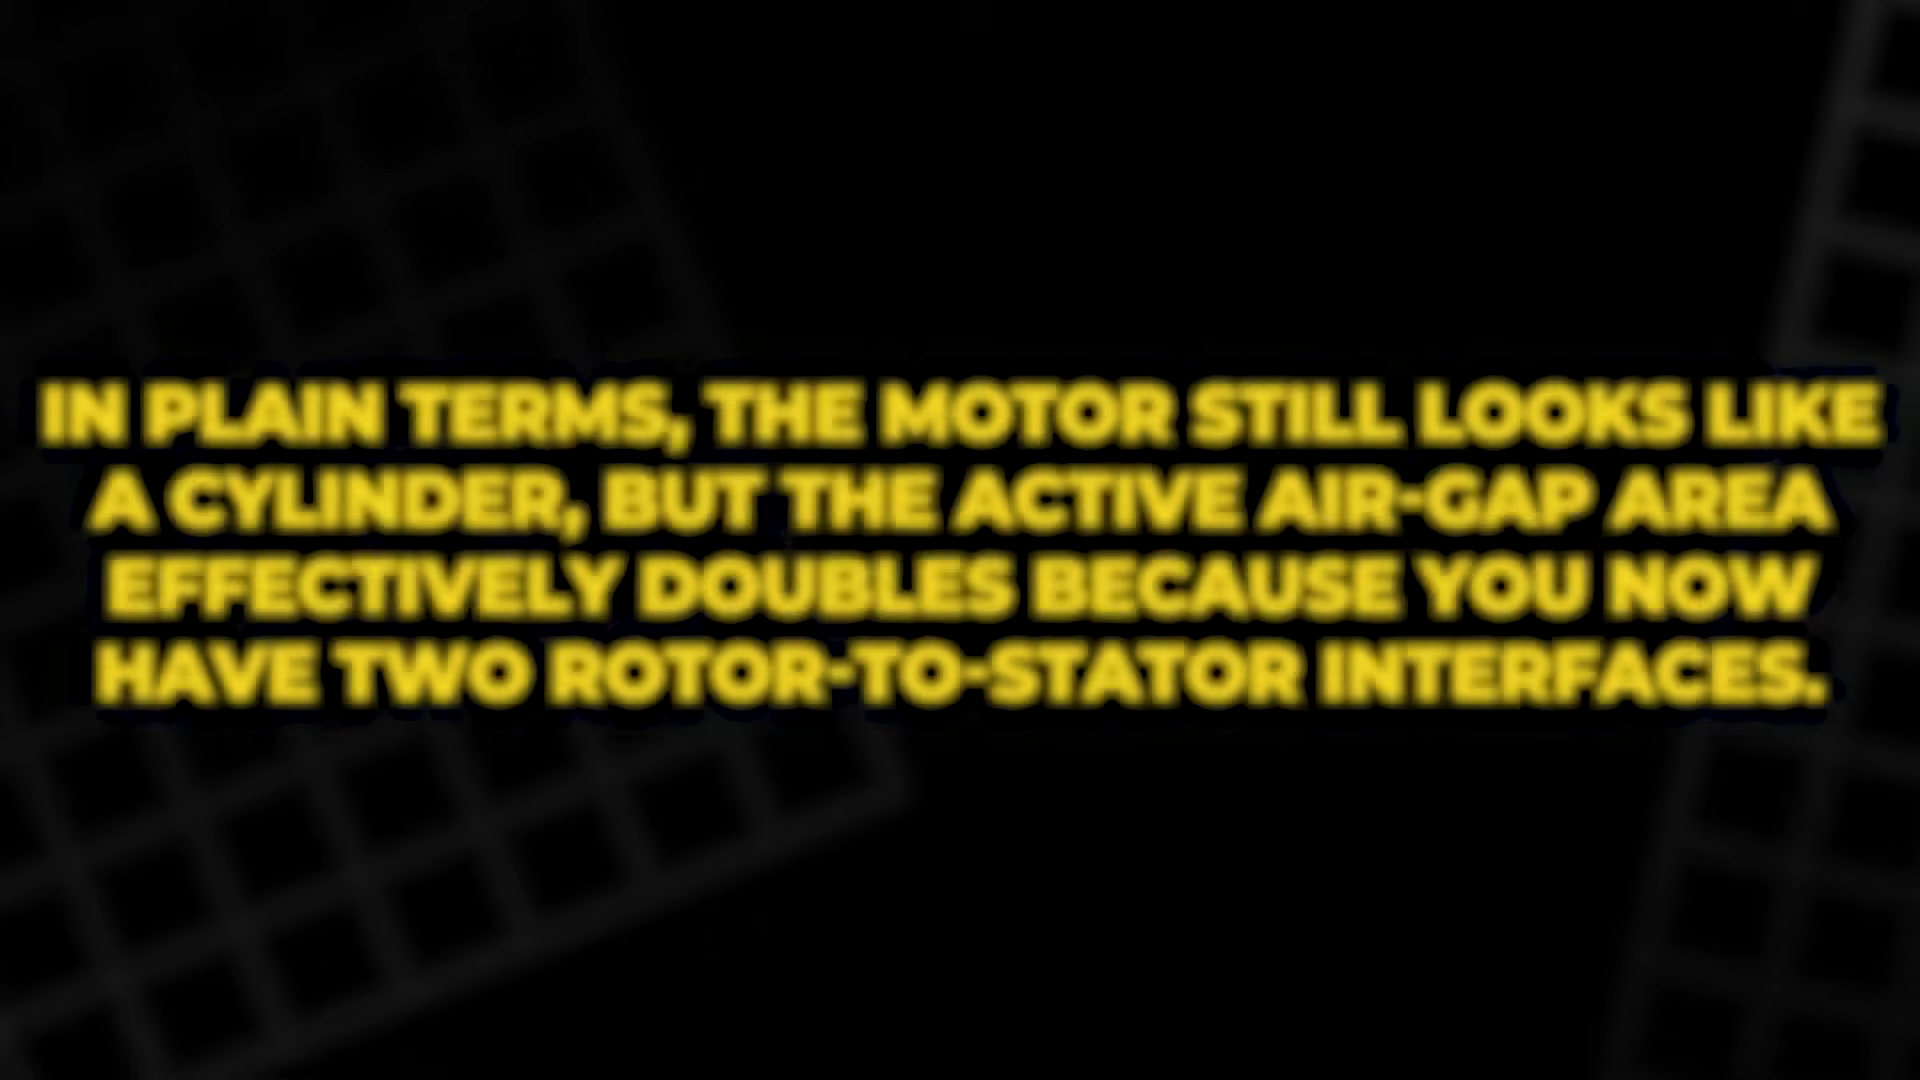 IN PLAIN TERMS, THE MOTOR STILL LOOKS LIKE
A CYLINDER, BUT THE ACTIVE AIR-GAP AREA
EFFECTIVELY DOUBLES BECAUSE YOU NOW
HAVE TWO ROTOR-TO-STATOR INTERFACES.